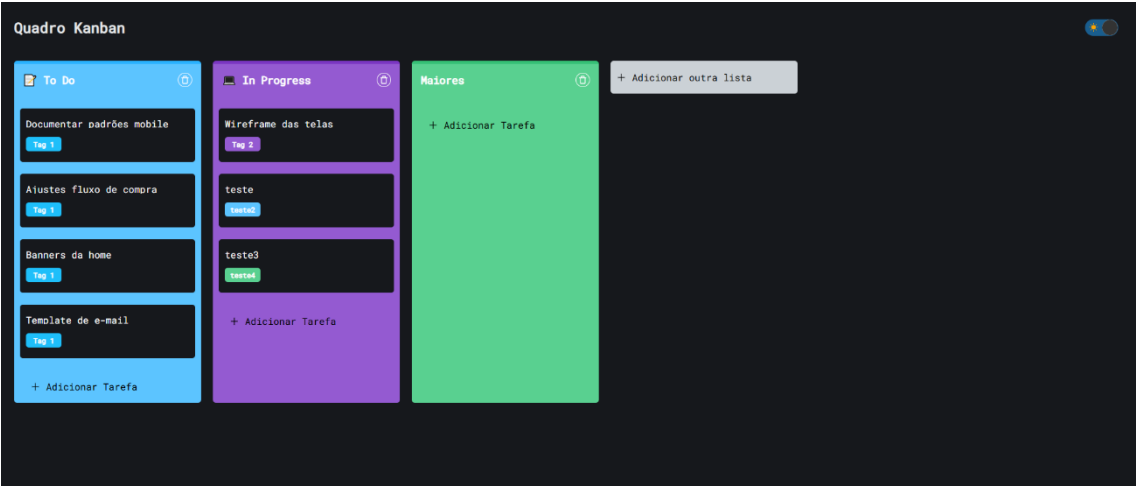 Quadro Kanban
To Do
Documentar padrões mobile
Tag 1
Ajustes fluxo de compra
Tag 1
Banners da home
Tag 1
Template de e-mail
Tag 1
+ Adicionar Tarefa
In Progress
Wireframe das telas
Tag 2
teste
teste2
teste3
teste4
+ Adicionar Tarefa
Maiores
+ Adicionar Tarefa
+ Adicionar outra lista